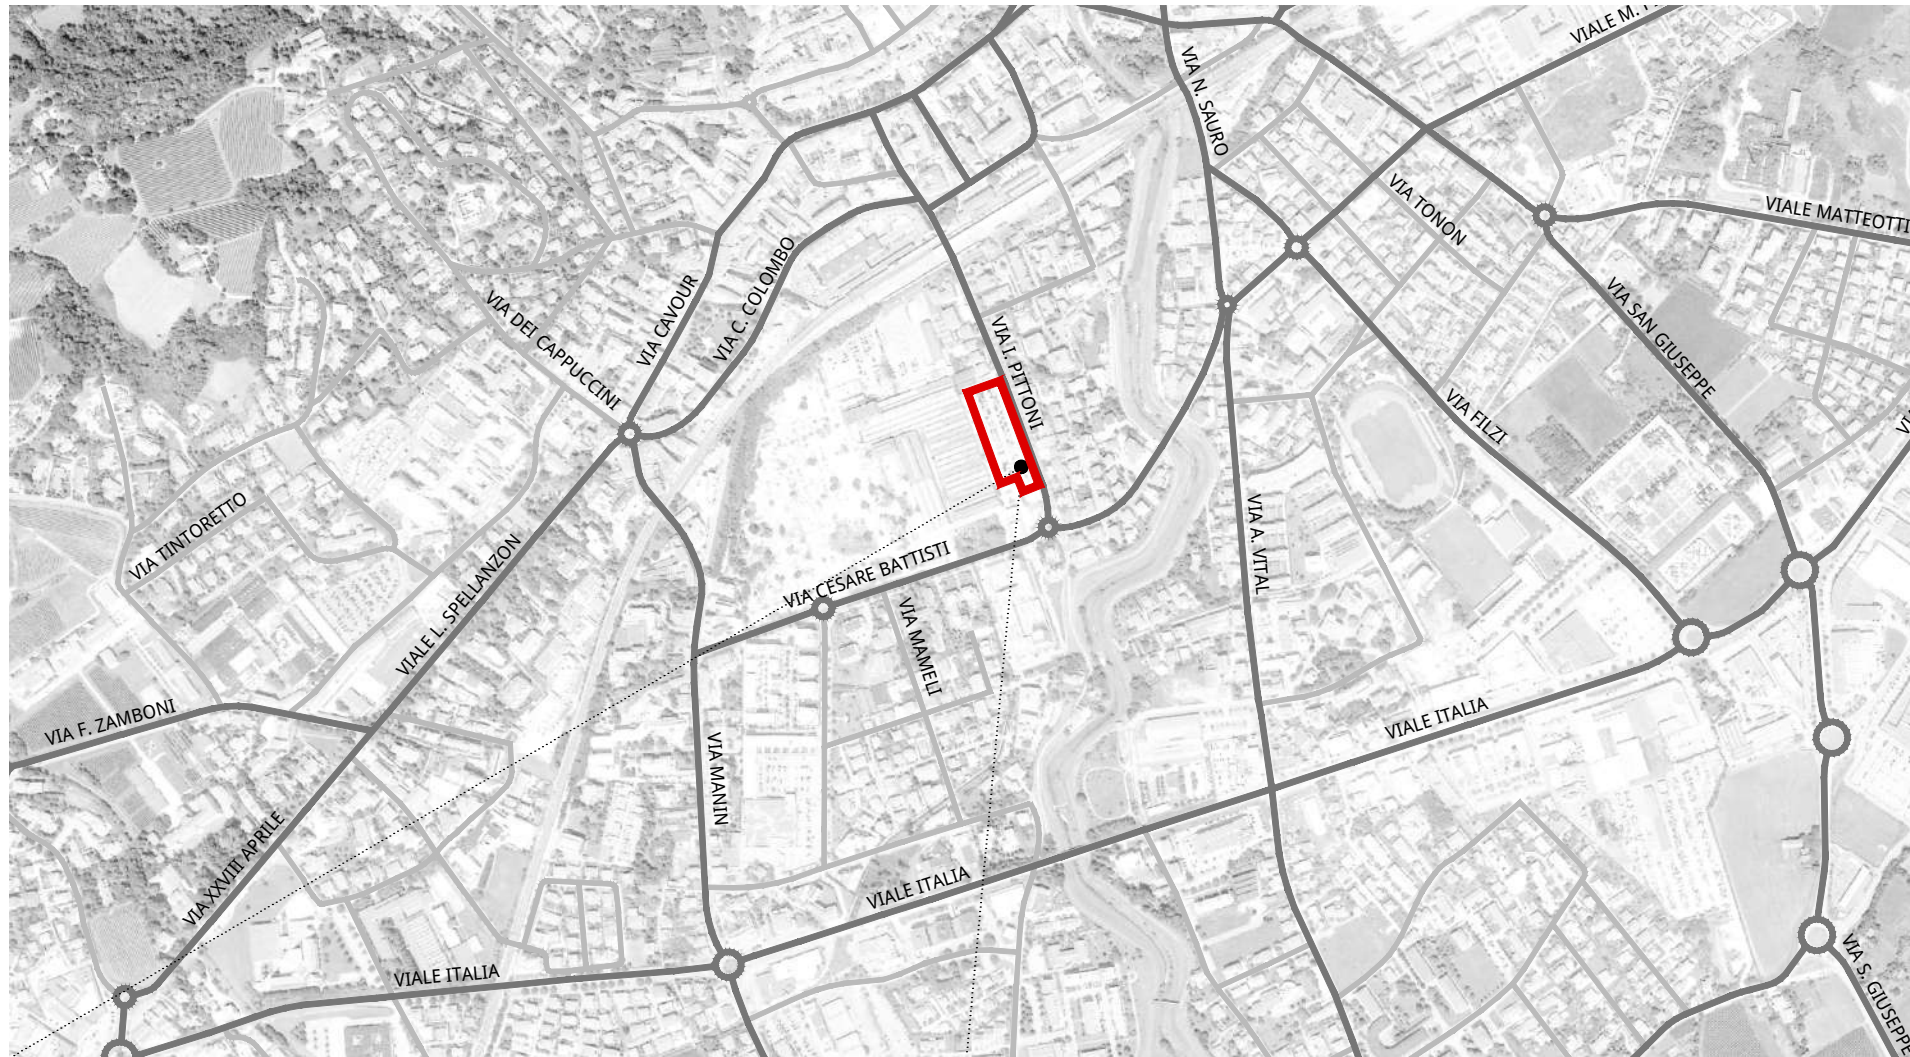 VIALE M.
VIA N. SAURO
VIA TONON
VIALE MATTEOTTI
VIA DEI CAPPUCCINI
VIA CAVOUR
VIA C. COLOMBO
VIA I. PITTONI
VIA SAN GIUSEPPE
VIA FILZI
VIA TINTORETTO
VIALE L. SPELLANZON
VIA CESARE BATTISTI
VIA A. VITAL
VIA MAMELI
VIA F. ZAMBONI
VIA MANIN
VIALE ITALIA
VIA XXVIII APRILE
VIALE ITALIA
VIALE ITALIA
VIA S. GIUSEPPE